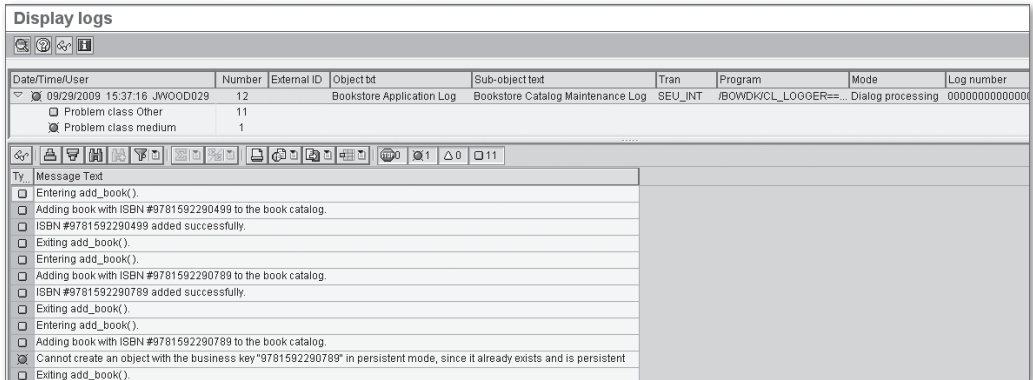 Display logs
Date/Time/User Number External ID Object txt Sub-object text Tran Program Mode Log number
09/29/2009 15:37:16 JWOOD029 12 Bookstore Application Log Bookstore Catalog Maintenance Log SEU_INT /BOWDK/CL_LOGGER==... Dialog processing 00000000000000
Problem class Other 11
Problem class medium 1
0 1 0 11
Ty... Message Text
Entering add_book().
Adding book with ISBN #9781592290499 to the book catalog.
ISBN #9781592290499 added successfully.
Exiting add_book().
Entering add_book().
Adding book with ISBN #9781592290789 to the book catalog.
ISBN #9781592290789 added successfully.
Exiting add_book().
Entering add_book().
Adding book with ISBN #9781592290789 to the book catalog.
Cannot create an object with the business key "9781592290789" in persistent mode, since it already exists and is persistent
Exiting add_book().